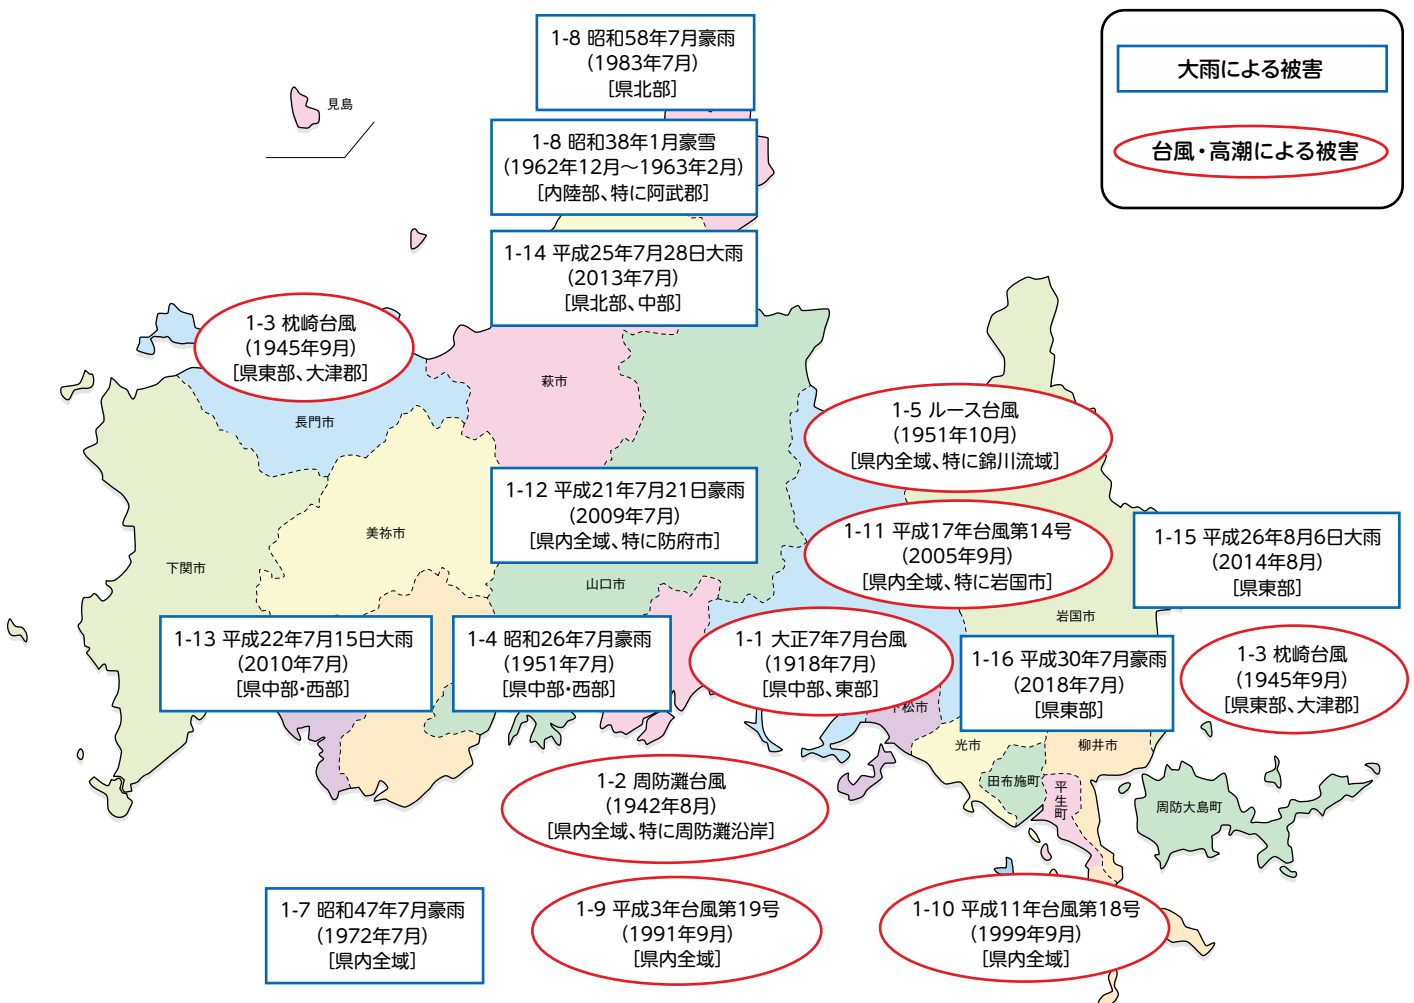 1-8 昭和58年7月豪雨
(1983年7月)
[県北部]
大雨による被害
台風・高潮による被害
見島
1-8 昭和38年1月豪雪
(1962年12月～1963年2月)
[内陸部、特に阿武郡]
1-14 平成25年7月28日大雨
(2013年7月)
[県北部、中部]
1-3 枕崎台風
(1945年9月)
[県東部、大津郡]
萩市
長門市
1-5 ルース台風
(1951年10月)
[県内全域、特に錦川流域]
1-12 平成21年7月21日豪雨
(2009年7月)
[県内全域、特に防府市]
美祢市
下関市
山口市
1-11 平成17年台風第14号
(2005年9月)
[県内全域、特に岩国市]
1-15 平成26年8月6日大雨
(2014年8月)
[県東部]
岩国市
1-13 平成22年7月15日大雨
(2010年7月)
[県中部・西部]
1-4 昭和26年7月豪雨
(1951年7月)
[県中部・西部]
1-1 大正7年7月台風
(1918年7月)
[県中部、東部]
1-16 平成30年7月豪雨
(2018年7月)
[県東部]
1-3 枕崎台風
(1945年9月)
[県東部、大津郡]
下松市
光市
柳井市
田布施町
平生町
周防大島町
1-2 周防灘台風
(1942年8月)
[県内全域、特に周防灘沿岸]
1-7 昭和47年7月豪雨
(1972年7月)
[県内全域]
1-9 平成3年台風第19号
(1991年9月)
[県内全域]
1-10 平成11年台風第18号
(1999年9月)
[県内全域]